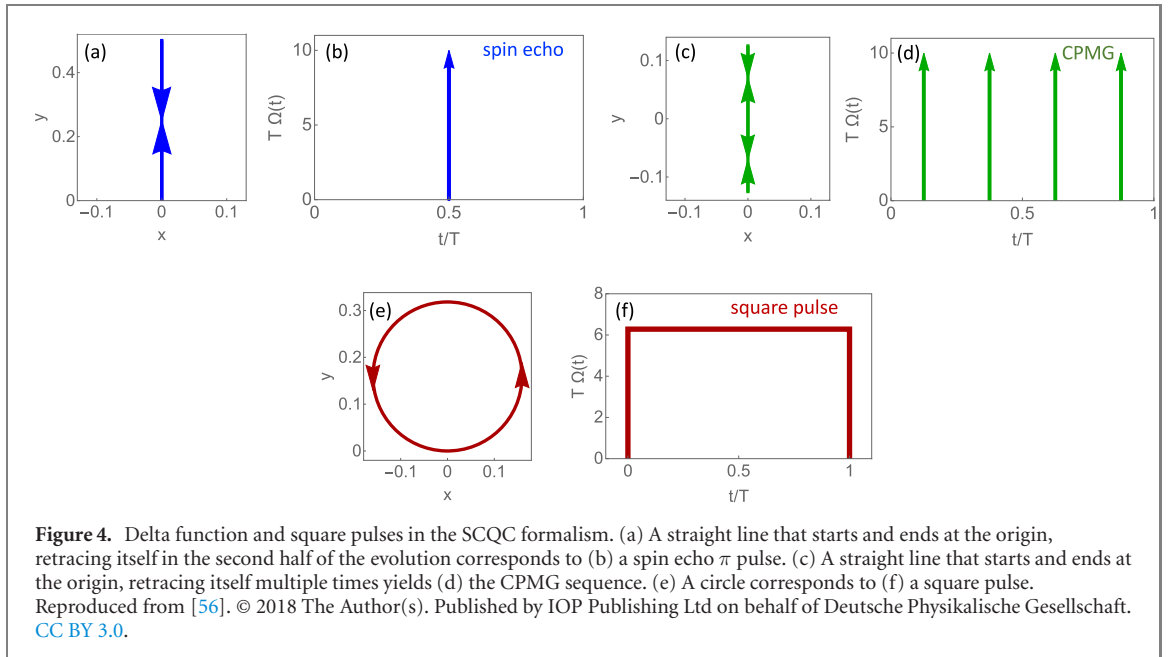 (a)
0.4
0.2
0
−0.1
0
0.1
x
y
(b)
spin echo
10
5
0
0
0.5
1
t/T
T Ω(t)
(c)
0.1
0
−0.1
−0.1
0
0.1
x
y
(d)
CPMG
10
5
0
0
0.5
1
t/T
T Ω(t)
(e)
0.3
0.2
0.1
0
−0.1
0
0.1
x
y
(f)
square pulse
8
6
4
2
0
0
0.5
1
t/T
T Ω(t)
Figure 4. Delta function and square pulses in the SCQC formalism. (a) A straight line that starts and ends at the origin,
retracing itself in the second half of the evolution corresponds to (b) a spin echo π pulse. (c) A straight line that starts and ends at
the origin, retracing itself multiple times yields (d) the CPMG sequence. (e) A circle corresponds to (f) a square pulse.
Reproduced from [56]. © 2018 The Author(s). Published by IOP Publishing Ltd on behalf of Deutsche Physikalische Gesellschaft.
CC BY 3.0.